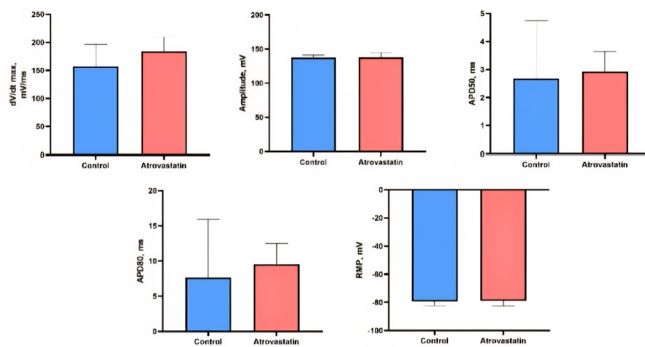 dV/dt max,
mV/ms
250
200
150
100
50
0
Control
Atrovastatin
Amplitude, mV
200
150
100
50
0
Control
Atrovastatin
APD50, ms
5
4
3
2
1
0
Control
Atrovastatin
APD80, ms
20
15
10
5
0
Control
Atrovastatin
RMP, mV
0
-20
-40
-60
-80
-100
Control
Atrovastatin